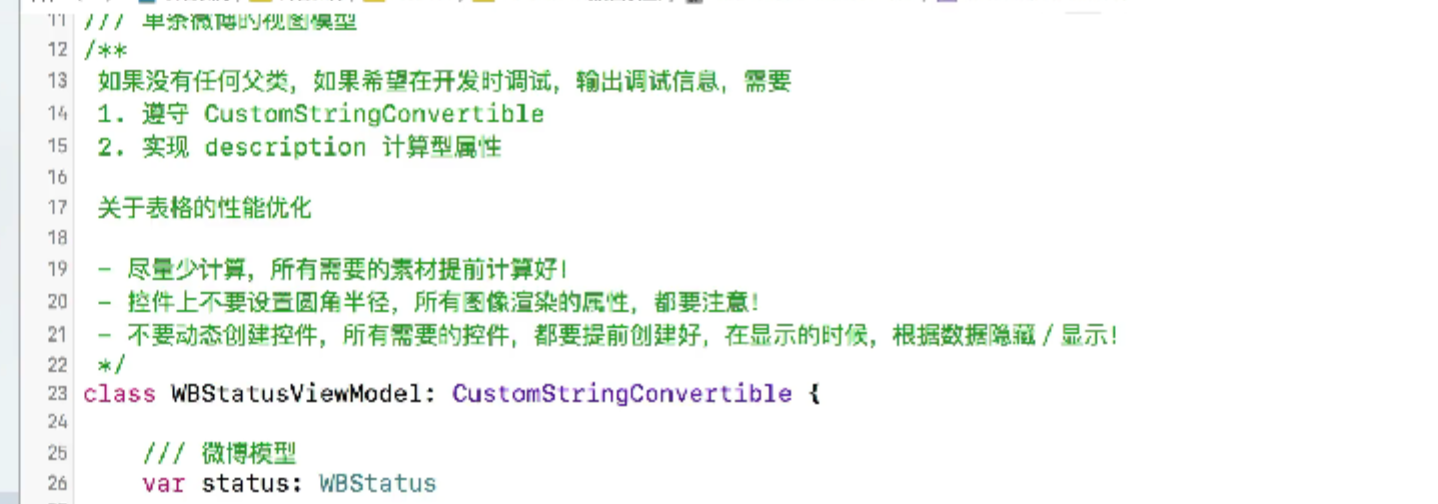 11 /// 单条微博的视图模型
12 /**
13 如果没有任何父类，如果希望在开发时调试，输出调试信息，需要
14 1. 遵守 CustomStringConvertible
15 2. 实现 description 计算型属性
16
17 关于表格的性能优化
18
19 - 尽量少计算，所有需要的素材提前计算好！
20 - 控件上不要设置圆角半径，所有图像渲染的属性，都要注意！
21 - 不要动态创建控件，所有需要的控件，都要提前创建好，在显示的时候，根据数据隐藏／显示！
22 */
23 class WBStatusViewModel: CustomStringConvertible {
24
25 /// 微博模型
26 var status: WBStatus